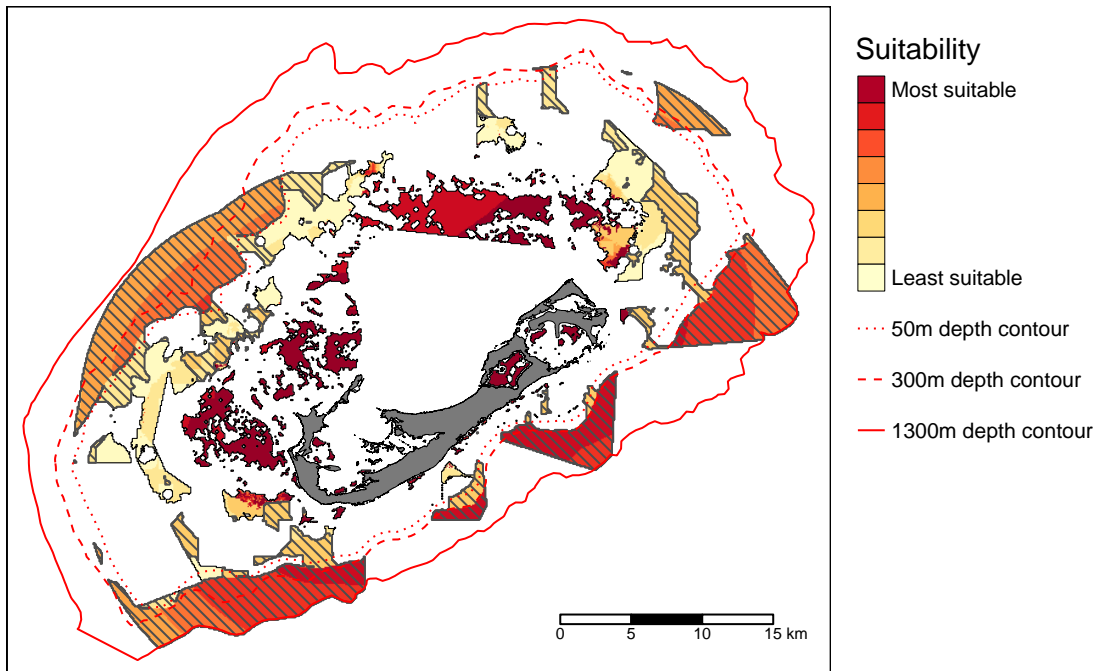 Suitability
Most suitable
Least suitable
50m depth contour
300m depth contour
1300m depth contour
0 5 10 15 km